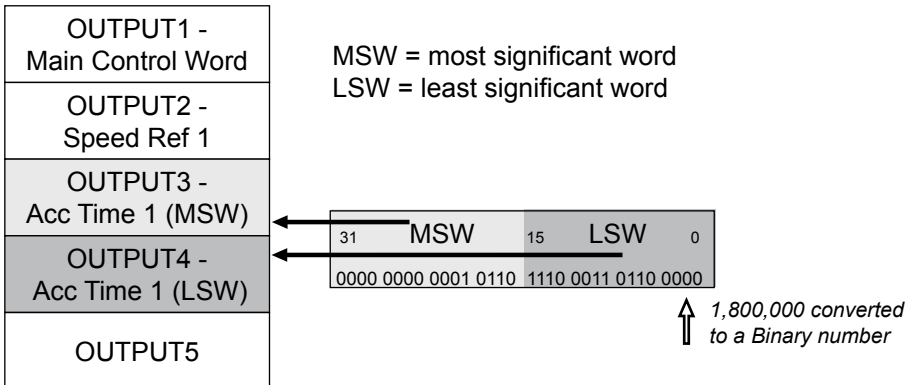 OUTPUT1 -
Main Control Word
OUTPUT2 -
Speed Ref 1
OUTPUT3 -
Acc Time 1 (MSW)
OUTPUT4 -
Acc Time 1 (LSW)
OUTPUT5
MSW = most significant word
LSW = least significant word
31 MSW 15 LSW 0
0000 0000 0001 0110 1110 0011 0110 0000
1,800,000 converted
to a Binary number